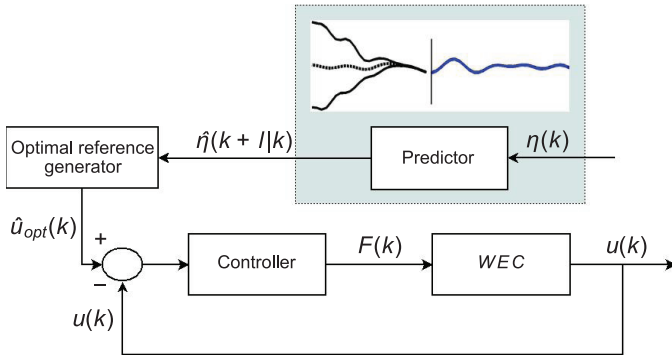 Optimal reference
generator
η̂(k + l|k)
Predictor
η(k)
û_opt(k)
+
−
Controller
F(k)
WEC
u(k)
u(k)